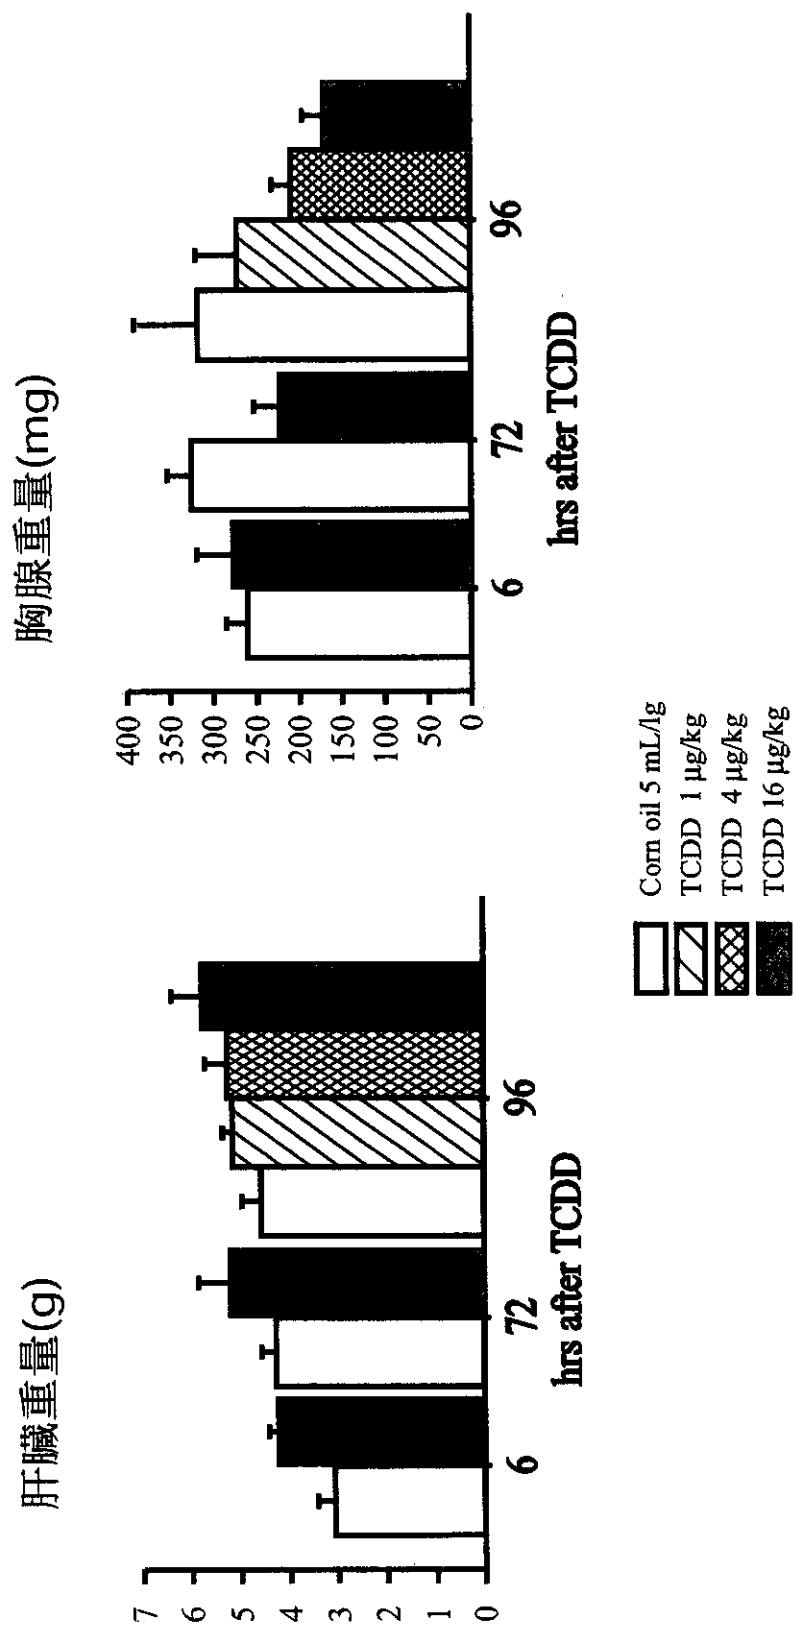 肝臓重量(g)
7
6
5
4
3
2
1
0
6
72
96
hrs after TCDD
胸腺重量(mg)
400
350
300
250
200
150
100
50
0
6
72
96
hrs after TCDD
Corn oil 5 mL/lg
TCDD 1 μg/kg
TCDD 4 μg/kg
TCDD 16 μg/kg